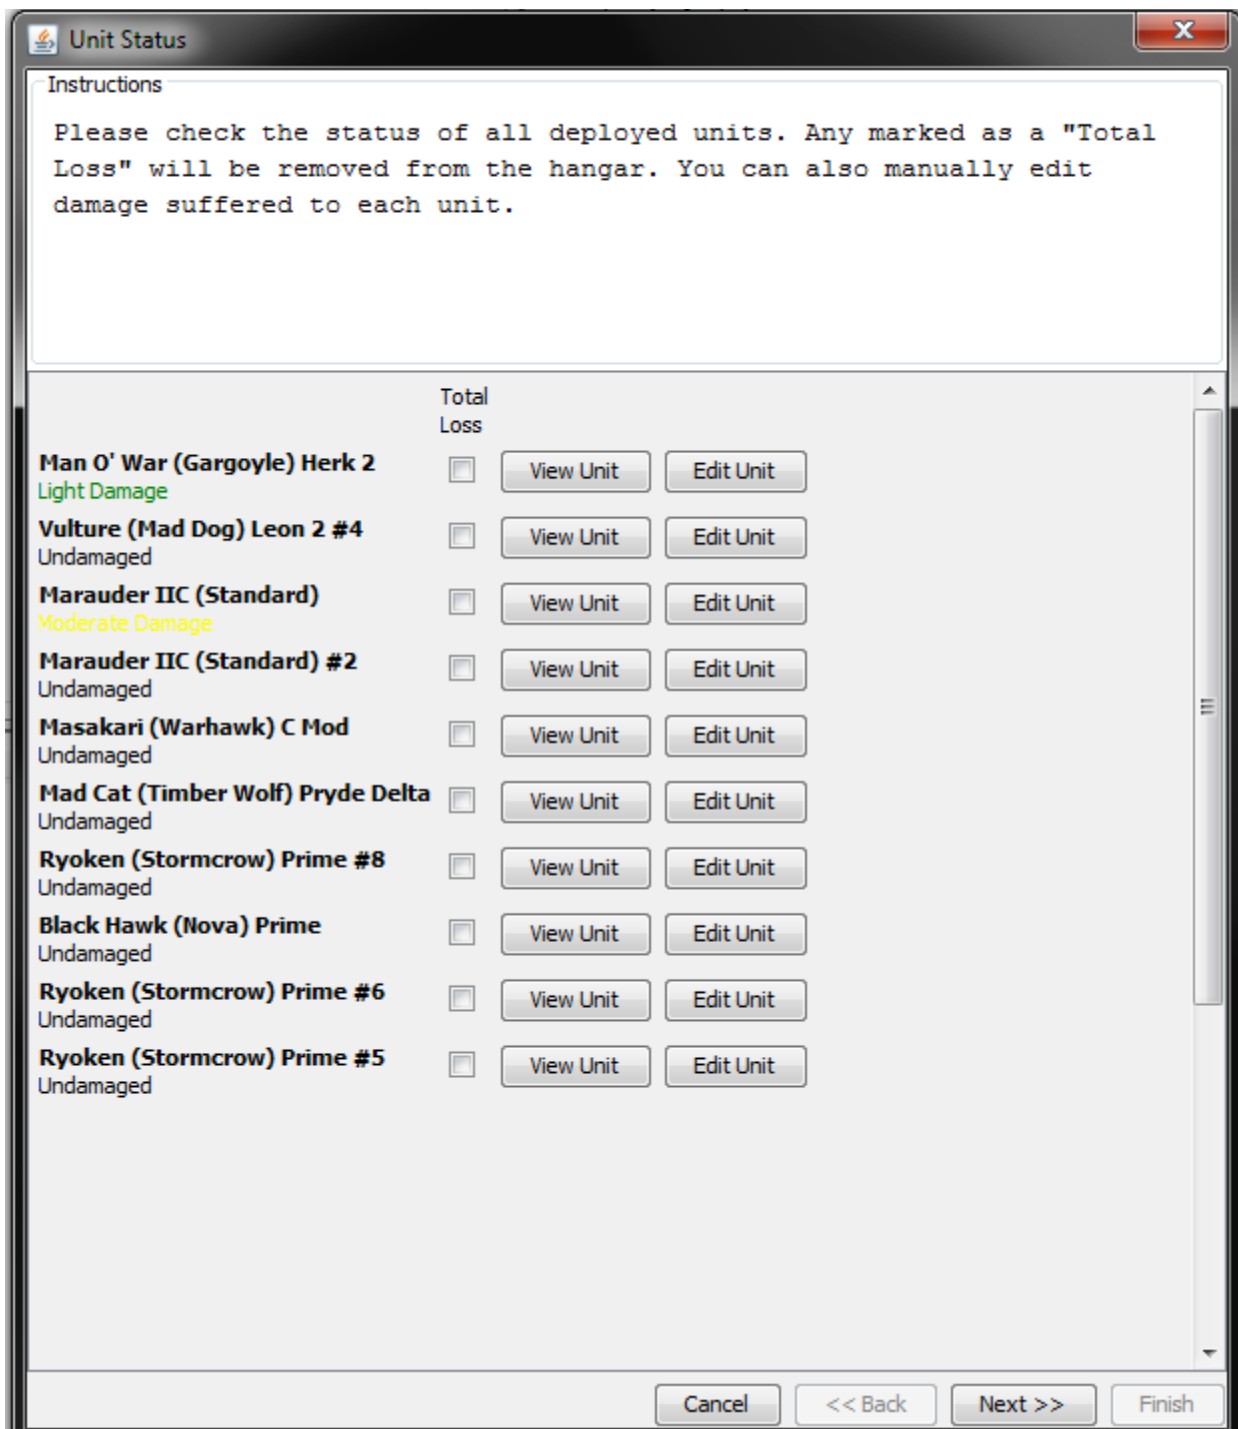 Unit Status
Instructions
Please check the status of all deployed units. Any marked as a "Total
Loss" will be removed from the hangar. You can also manually edit
damage suffered to each unit.
Total
Loss
Man O' War (Gargoyle) Herk 2
Light Damage
View Unit Edit Unit
Vulture (Mad Dog) Leon 2 #4
Undamaged
View Unit Edit Unit
Marauder IIC (Standard)
Moderate Damage
View Unit Edit Unit
Marauder IIC (Standard) #2
Undamaged
View Unit Edit Unit
Masakari (Warhawk) C Mod
Undamaged
View Unit Edit Unit
Mad Cat (Timber Wolf) Pryde Delta
Undamaged
View Unit Edit Unit
Ryoken (Stormcrow) Prime #8
Undamaged
View Unit Edit Unit
Black Hawk (Nova) Prime
Undamaged
View Unit Edit Unit
Ryoken (Stormcrow) Prime #6
Undamaged
View Unit Edit Unit
Ryoken (Stormcrow) Prime #5
Undamaged
View Unit Edit Unit
Cancel << Back Next >> Finish